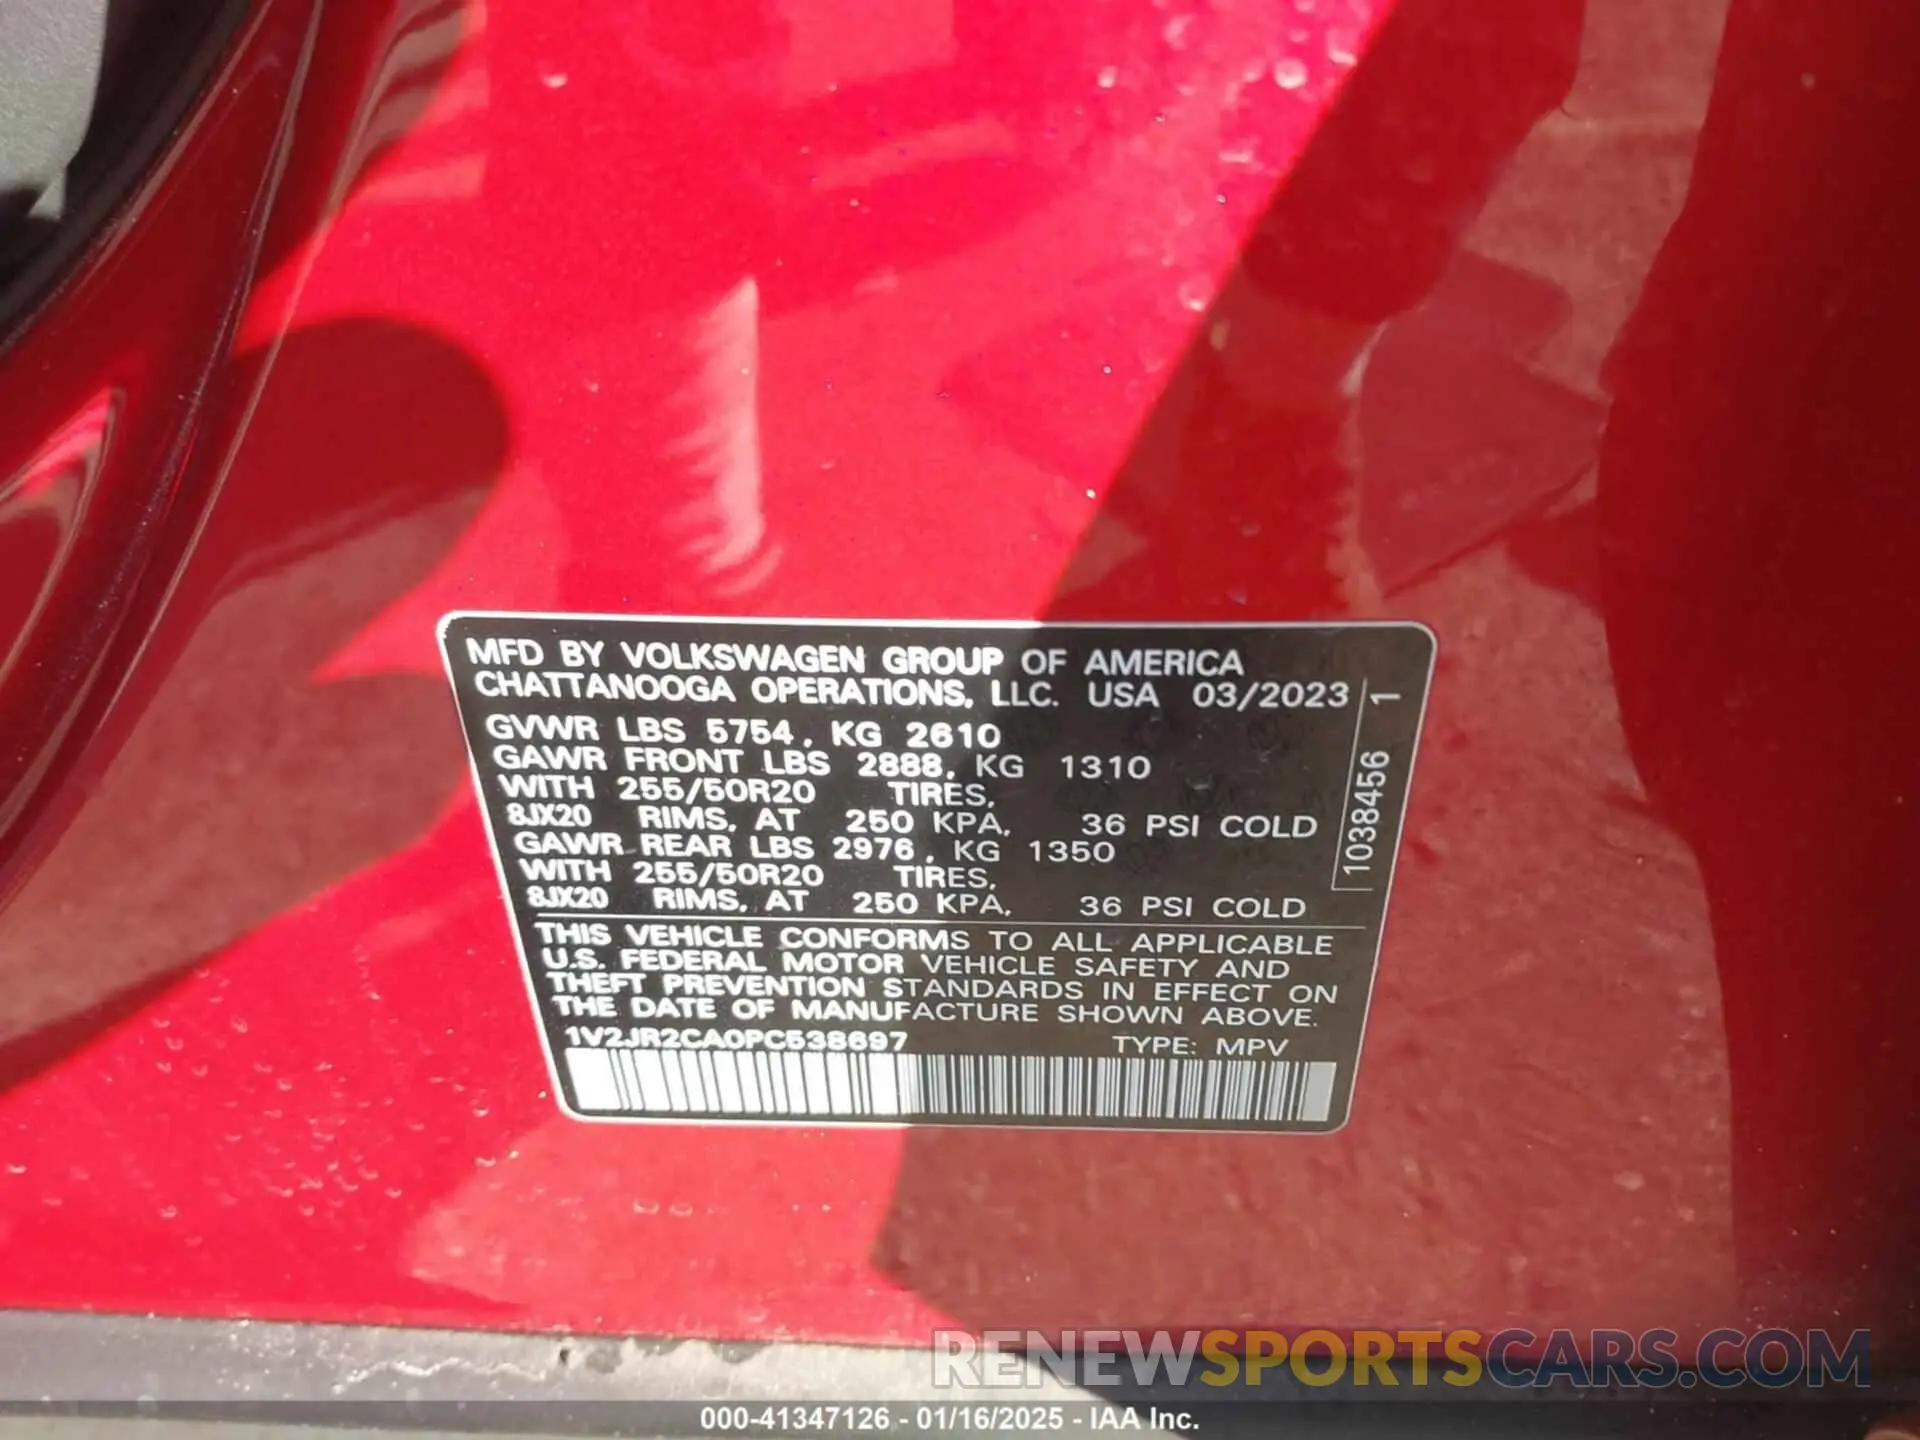 MFD BY VOLKSWAGEN GROUP OF AMERICA
CHATTANOOGA OPERATIONS, LLC. USA 03/2023
GVWR LBS 5754, KG 2610
GAWR FRONT LBS 2888, KG 1310
WITH 255/50R20 TIRES,
8JX20 RIMS, AT 250 KPA, 36 PSI COLD
GAWR REAR LBS 2976, KG 1350
WITH 255/50R20 TIRES,
8JX20 RIMS, AT 250 KPA, 36 PSI COLD
1038456 1
THIS VEHICLE CONFORMS TO ALL APPLICABLE
U.S. FEDERAL MOTOR VEHICLE SAFETY AND
THEFT PREVENTION STANDARDS IN EFFECT ON
THE DATE OF MANUFACTURE SHOWN ABOVE.
1V2JR2CA0PC538697 TYPE: MPV
RENEWSPORTSCARS.COM
000-41347126 - 01/16/2025 - IAA Inc.